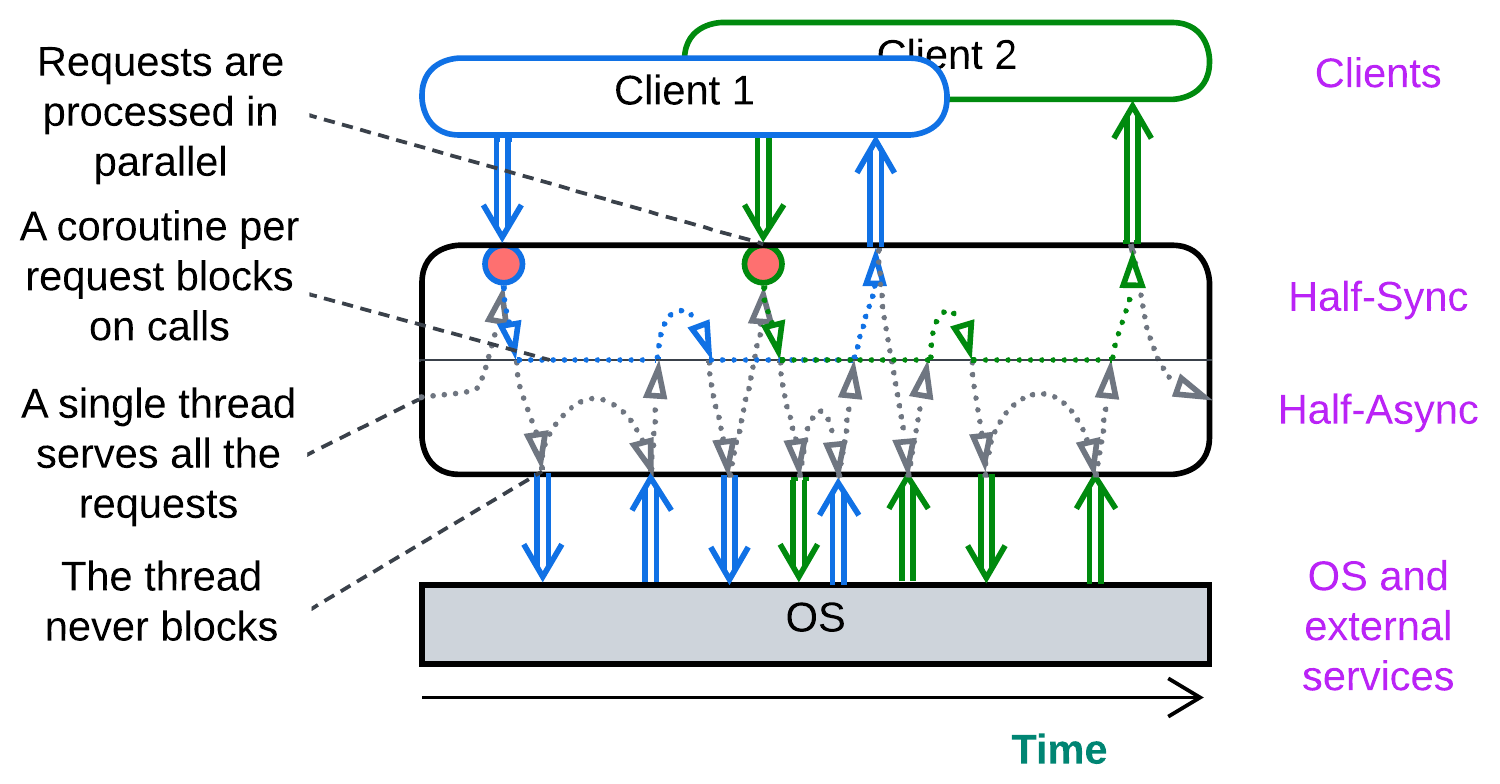 Requests are
processed in
parallel
A coroutine per
request blocks
on calls
A single thread
serves all the
requests
The thread
never blocks
Client 2
Client 1
OS
Time
Clients
Half-Sync
Half-Async
OS and
external
services